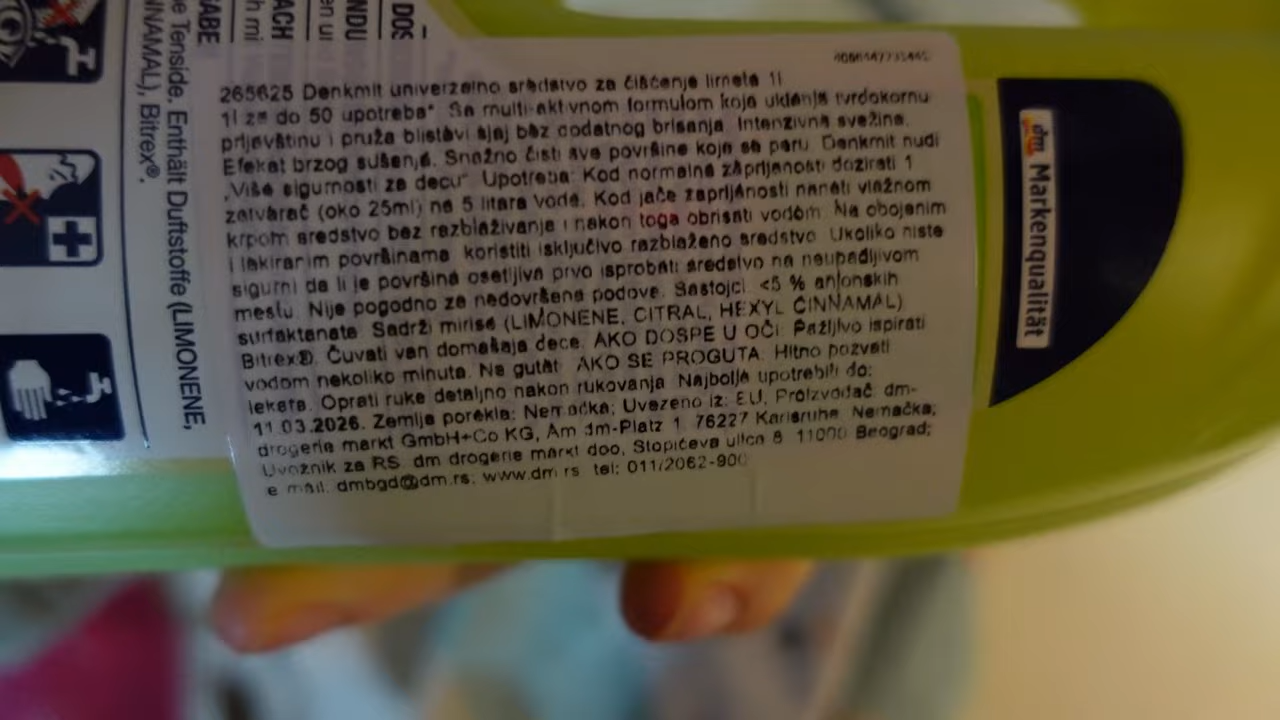 4066447735445
265625 Denkmit univerzalno sredstvo za čišćenje limeta 1l
1l za do 50 upotreba* Sa multi-aktivnom formulom koja uklanja tvrdokornu
prljavštinu i pruža blistavi sjaj bez dodatnog brisanja. Intenzivna svežina.
Efekat brzog sušenja. Snažno čisti sve površine koje se peru. Denkmit nudi
„Više sigurnosti za decu“. Upotreba: Kod normalne zaprljanosti dozirati 1
zatvarač (oko 25ml) na 5 litara vode. Kod jače zaprljanosti naneti vlažnom
krpom sredstvo bez razblaživanja i nakon toga obrisati vodom. Na obojenim
i lakiranim površinama koristiti isključivo razblaženo sredstvo. Ukoliko niste
sigurni da li je površina osetljiva prvo isprobati sredstvo na neupadljivom
mestu. Nije pogodno za nedovršene podove. Sastojci: <5 % anjonskih
surfaktanata. Sadrži mirise (LIMONENE, CITRAL, HEXYL CINNAMAL)
Bitrex®. Čuvati van domašaja dece. AKO DOSPE U OČI: Pažljivo ispirati
vodom nekoliko minuta. Ne gutati. AKO SE PROGUTA: Hitno pozvati
lekara. Oprati ruke detaljno nakon rukovanja. Najbolje upotrebiti do:
11.03.2026. Zemlja porekla: Nemačka; Uvezeno iz: EU. Proizvođač: dm-
drogerie markt GmbH+Co KG, Am dm-Platz 1, 76227 Karlsruhe, Nemačka;
Uvoznik za RS: dm drogerie markt doo, Stopićeva ulica 8, 11000 Beograd;
e mail: dmbgd@dm.rs; www.dm.rs tel: 011/2062-900
dm Markenqualität
e Tenside. Enthält Duftstoffe (LIMONENE,
NNAMAL), Bitrex®.